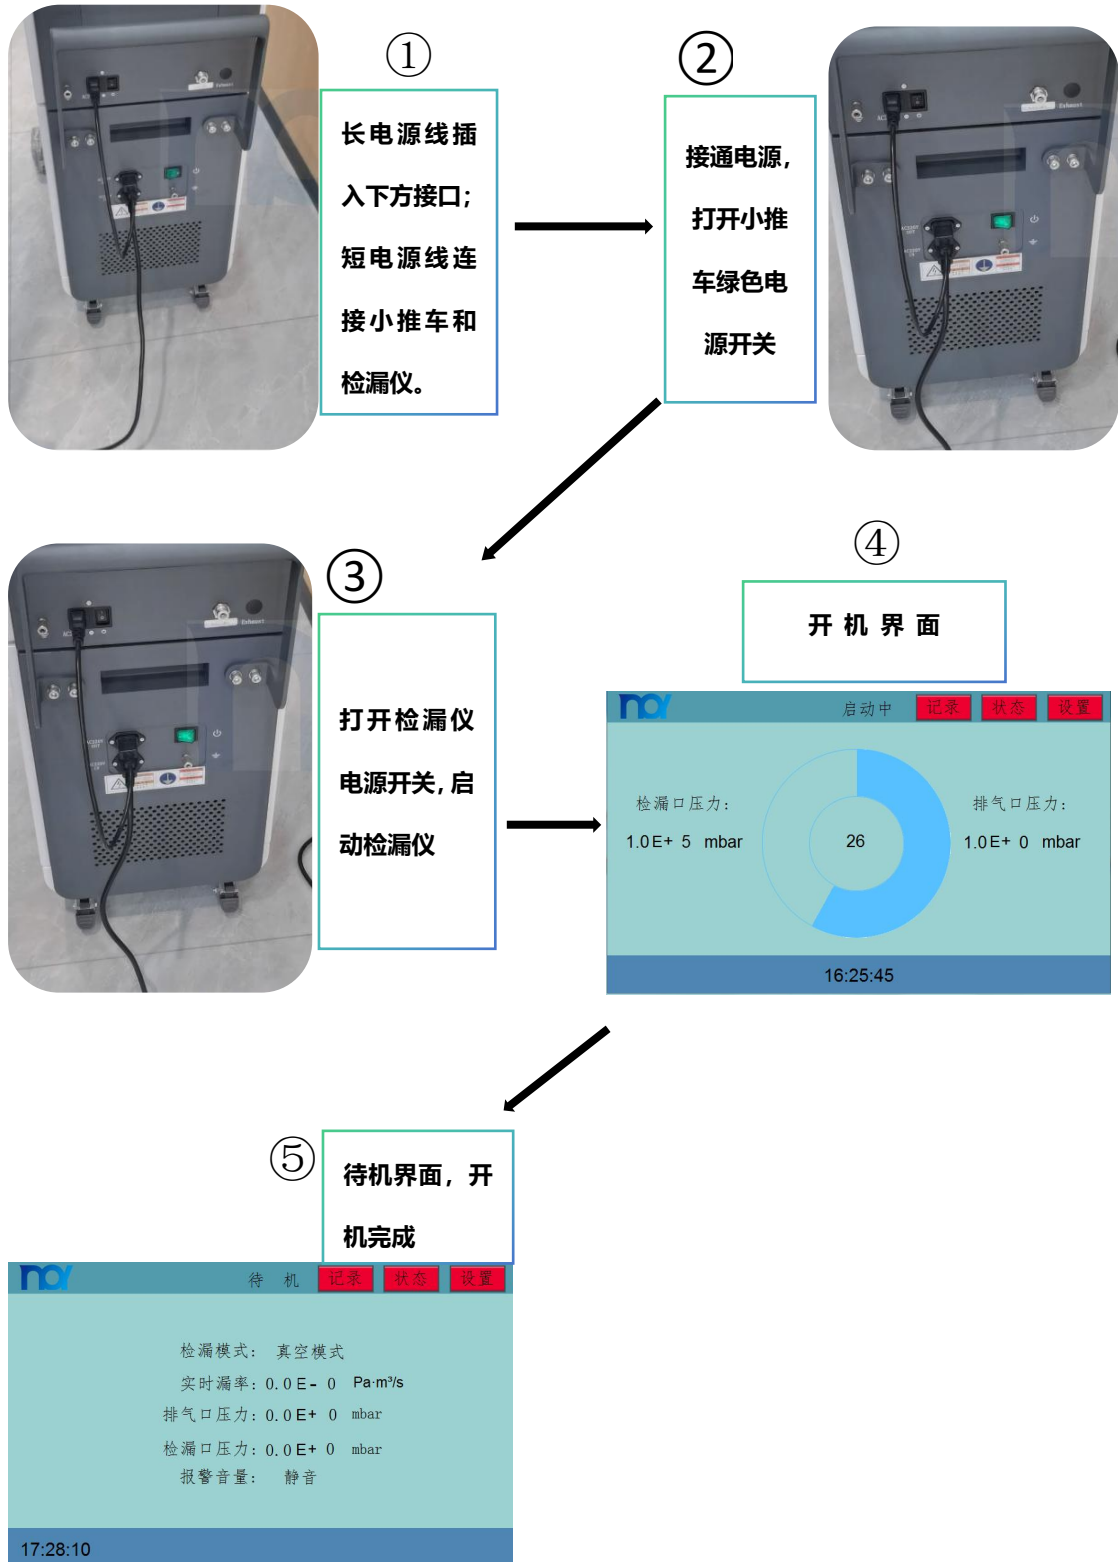 ①
长电源线插
入下方接口；
短电源线连
接小推车和
检漏仪。
②
接通电源，
打开小推
车绿色电
源开关
Exhaust
Exhaust
③
打开检漏仪
电源开关，启
动检漏仪
Exhaust
④
开机界面
nor
启动中 记录 状态 设置
检漏口压力：
1.0E+ 5 mbar
26
排气口压力：
1.0E+ 0 mbar
16:25:45
⑤
待机界面，开
机完成
nor
待 机 记录 状态 设置
检漏模式： 真空模式
实时漏率：0.0E- 0 Pa·m³/s
排气口压力：0.0E+ 0 mbar
检漏口压力：0.0E+ 0 mbar
报警音量： 静音
17:28:10